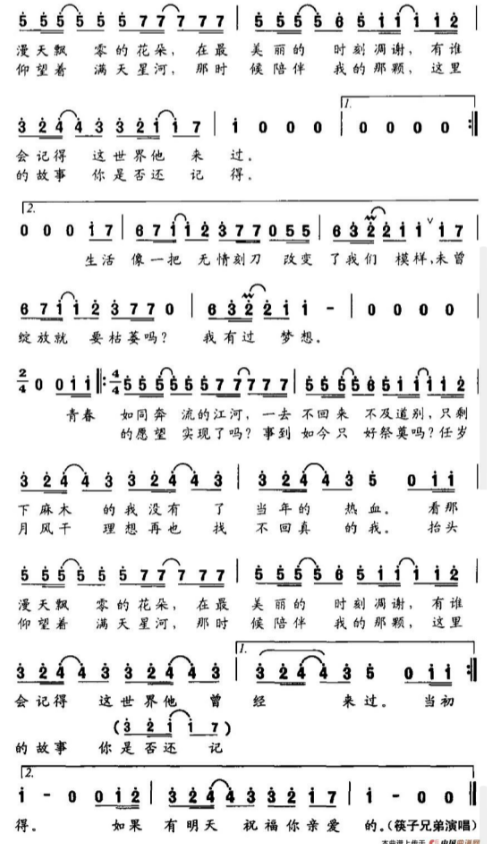 5 5 5 5 5 5 7 7 7 7 7 | 5 5 5 5 6 5 1 1 1 1 2
漫天飘 零的花朵，在最 美丽的 时刻凋谢，有谁
仰望着 满天星河，那时 候陪伴 我的那颗，这里
3 2 4 4 3 3 2 1 1 7 | 1 0 0 0 | 1. 0 0 0 0 :||
会记得 这世界他 来过。
的故事 你是否还 记得。
2.
0 0 0 1 7 | 6 7 1 1 2 3 7 7 0 5 5 | 6 3 2 2 1 1 1 7
生活 像一把 无情刻刀 改变 了我们 模样，未曾
6 7 1 1 2 3 7 7 0 | 6 3 2 2 1 1 - | 0 0 0 0
绽放就 要枯萎吗？ 我有过 梦想。
2/4 0 0 1 1 ||: 4/4 5 5 5 5 5 5 7 7 7 7 7 | 5 5 5 5 6 5 1 1 1 1 2
青春 如同奔 流的江河，一去 不回来 不及道别，只剩
的愿望 实现了吗？事到 如今只 好祭奠吗？任岁
3 2 4 4 3 3 2 4 4 3 | 3 2 4 4 3 5 0 1 1
下麻木 的我没有 了 当年的 热血。 看那
月风干 理想再也 找 不回真 的我。 抬头
5 5 5 5 5 5 7 7 7 7 7 | 5 5 5 5 6 5 1 1 1 1 2
漫天飘 零的花朵，在最 美丽的 时刻凋谢，有谁
仰望着 满天星河，那时 候陪伴 我的那颗，这里
1.
3 2 4 4 3 3 2 4 4 3 | 3 2 4 4 3 5 0 1 1 :||
会记得 这世界他 曾 经 来过。 当初
(3 2 1 1 7)
的故事 你是否还 记
2.
1 - 0 0 1 2 | 3 2 4 4 3 3 2 1 7 | 1 - 0 0
得。 如果 有明天 祝福你亲爱 的。(筷子兄弟演唱)